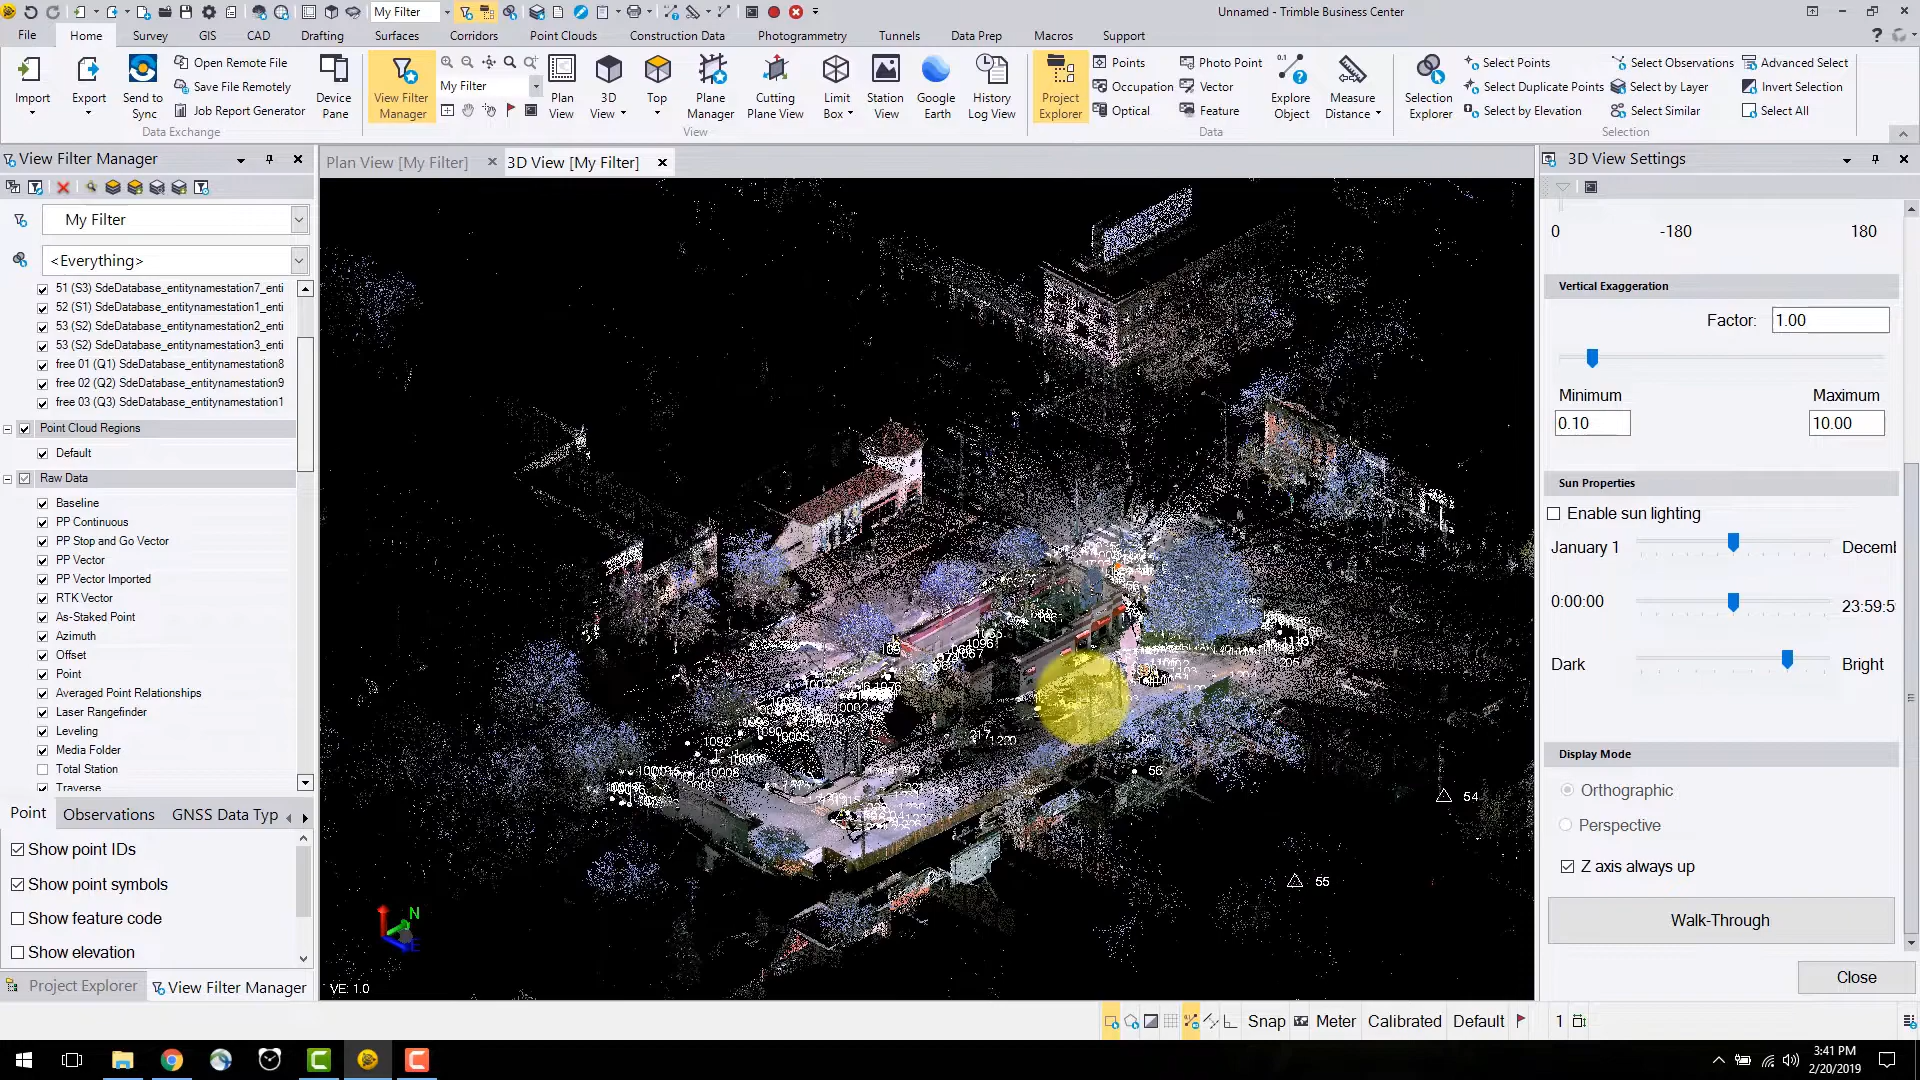 My Filter
Unnamed - Trimble Business Center
File Home Survey GIS CAD Drafting Surfaces Corridors Point Clouds Construction Data Photogrammetry Tunnels Data Prep Macros Support
Import
Export
Send to Sync
Open Remote File
Save File Remotely
Job Report Generator
Device Pane
Data Exchange
View Filter Manager
My Filter
Plan View
3D View
Top
Plane Manager
Cutting Plane View
Limit Box
Station View
Google Earth
History Log View
View
Project Explorer
Points
Occupation
Optical
Photo Point
Vector
Feature
Explore Object
Measure Distance
Data
Selection Explorer
Select Points
Select Duplicate Points
Select by Elevation
Select Observations
Select by Layer
Select Similar
Advanced Select
Invert Selection
Select All
Selection
View Filter Manager
My Filter
<Everything>
51 (S3) SdeDatabase_entitynamestation7_enti
52 (S1) SdeDatabase_entitynamestation1_enti
53 (S2) SdeDatabase_entitynamestation2_enti
53 (S2) SdeDatabase_entitynamestation3_enti
free 01 (Q1) SdeDatabase_entitynamestation8
free 02 (Q2) SdeDatabase_entitynamestation9
free 03 (Q3) SdeDatabase_entitynamestation1
Point Cloud Regions
Default
Raw Data
Baseline
PP Continuous
PP Stop and Go Vector
PP Vector
PP Vector Imported
RTK Vector
As-Staked Point
Azimuth
Offset
Point
Averaged Point Relationships
Laser Rangefinder
Leveling
Media Folder
Total Station
Traverse
Point Observations GNSS Data Typ
Show point IDs
Show point symbols
Show feature code
Show elevation
Project Explorer View Filter Manager
Plan View [My Filter] 3D View [My Filter]
1092
10008
10005
217
1220
56
54
55
N
VE: 1.0
3D View Settings
0 -180 180
Vertical Exaggeration
Factor: 1.00
Minimum Maximum
0.10 10.00
Sun Properties
Enable sun lighting
January 1 Decemb
0:00:00 23:59:5
Dark Bright
Display Mode
Orthographic
Perspective
Z axis always up
Walk-Through
Close
Snap Meter Calibrated Default 1
3:41 PM
2/20/2019